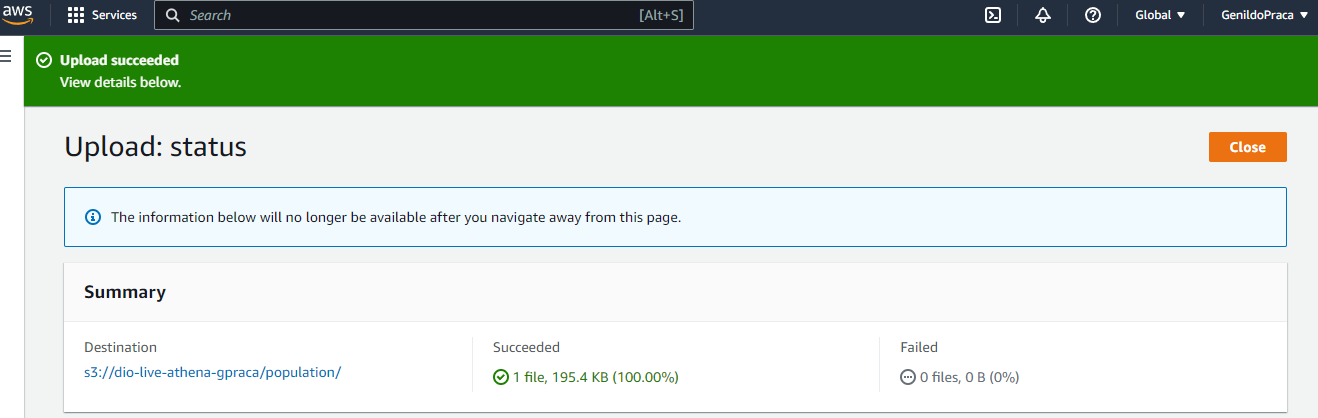 aws Services Search [Alt+S] Global GenildoPraca
Upload succeeded
View details below.
Upload: status Close
The information below will no longer be available after you navigate away from this page.
Summary
Destination Succeeded Failed
s3://dio-live-athena-gpraca/population/ 1 file, 195.4 KB (100.00%) 0 files, 0 B (0%)